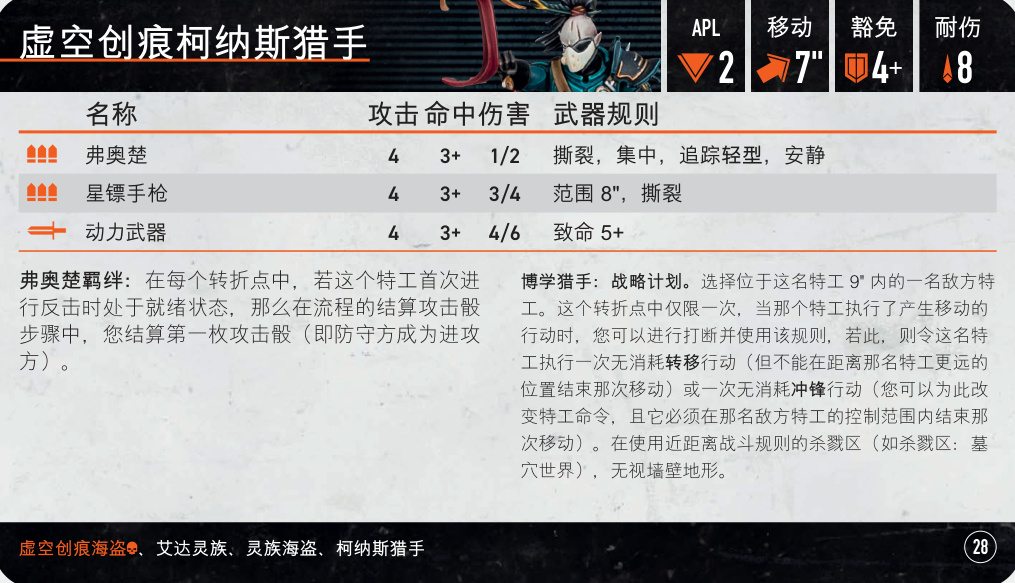 虚空创痕柯纳斯猎手
APL 移动 豁免 耐伤
2 7" 4+ 8
名称 攻击 命中 伤害 武器规则
弗奥楚 4 3+ 1/2 撕裂，集中，追踪轻型，安静
星镖手枪 4 3+ 3/4 范围 8"，撕裂
动力武器 4 3+ 4/6 致命 5+
弗奥楚羁绊：在每个转折点中，若这个特工首次进
行反击时处于就绪状态，那么在流程的结算攻击骰
步骤中，您结算第一枚攻击骰（即防守方成为进攻
方）。
博学猎手：战略计划。选择位于这名特工 9" 内的一名敌方特
工。这个转折点中仅限一次，当那个特工执行了产生移动的
行动时，您可以进行打断并使用该规则，若此，则令这名特
工执行一次无消耗转移行动（但不能在距离那名特工更远的
位置结束那次移动）或一次无消耗冲锋行动（您可以为此改
变特工命令，且它必须在那名敌方特工的控制范围内结束那
次移动）。在使用近距离战斗规则的杀戮区（如杀戮区：墓
穴世界），无视墙壁地形。
虚空创痕海盗、艾达灵族、灵族海盗、柯纳斯猎手
28